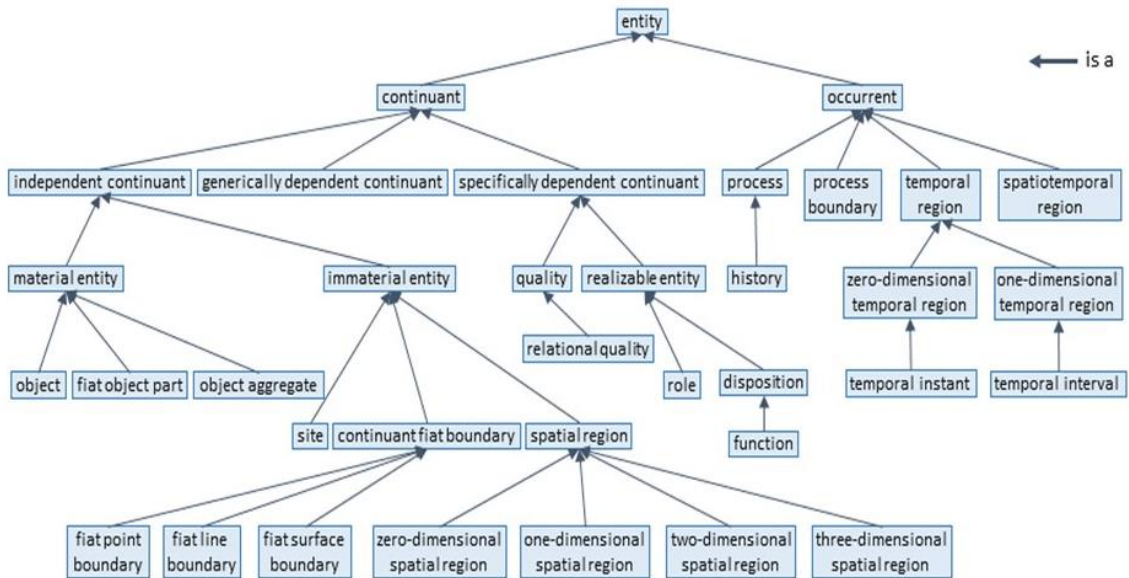 entity
is a
continuant
occurrent
independent continuant
generically dependent continuant
specifically dependent continuant
process
process
boundary
temporal
region
spatiotemporal
region
material entity
immaterial entity
quality
realizable entity
history
zero-dimensional
temporal region
one-dimensional
temporal region
relational quality
object
fiat object part
object aggregate
role
disposition
temporal instant
temporal interval
site
continuant fiat boundary
spatial region
function
fiat point
boundary
fiat line
boundary
fiat surface
boundary
zero-dimensional
spatial region
one-dimensional
spatial region
two-dimensional
spatial region
three-dimensional
spatial region